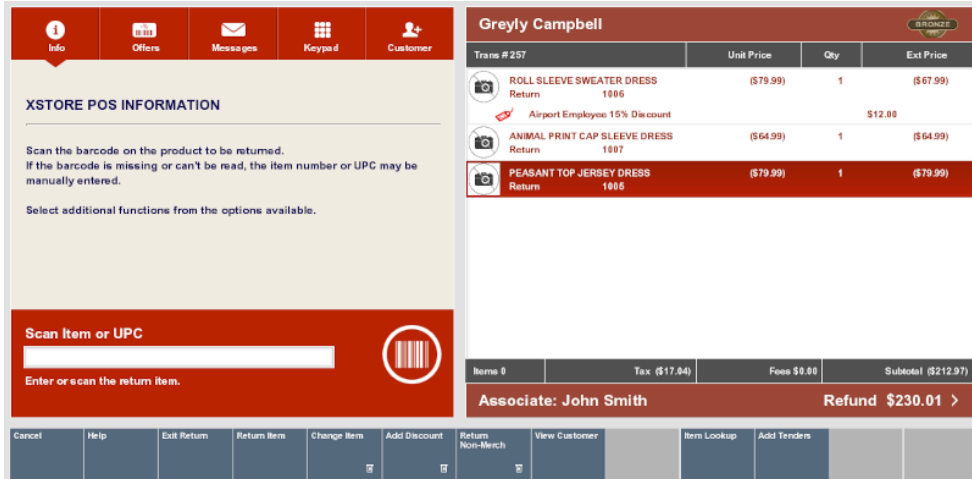 Info
Offers
Messages
Keypad
Customer
XSTORE POS INFORMATION
Scan the barcode on the product to be returned.
If the barcode is missing or can't be read, the item number or UPC may be
manually entered.
Select additional functions from the options available.
Scan Item or UPC
Enter or scan the return item.
Greyly Campbell
BRONZE
Trans # 257 Unit Price Qty Ext Price
ROLL SLEEVE SWEATER DRESS ($79.99) 1 ($67.99)
Return 1006
Airport Employee 15% Discount $12.00
ANIMAL PRINT CAP SLEEVE DRESS ($64.99) 1 ($64.99)
Return 1007
PEASANT TOP JERSEY DRESS ($79.99) 1 ($79.99)
Return 1005
Items 0 Tax ($17.04) Fees $0.00 Subtotal ($212.97)
Associate: John Smith Refund $230.01 >
Cancel
Help
Exit Return
Return Item
Change Item
Add Discount
Return
Non-Merch
View Customer
Item Lookup
Add Tenders